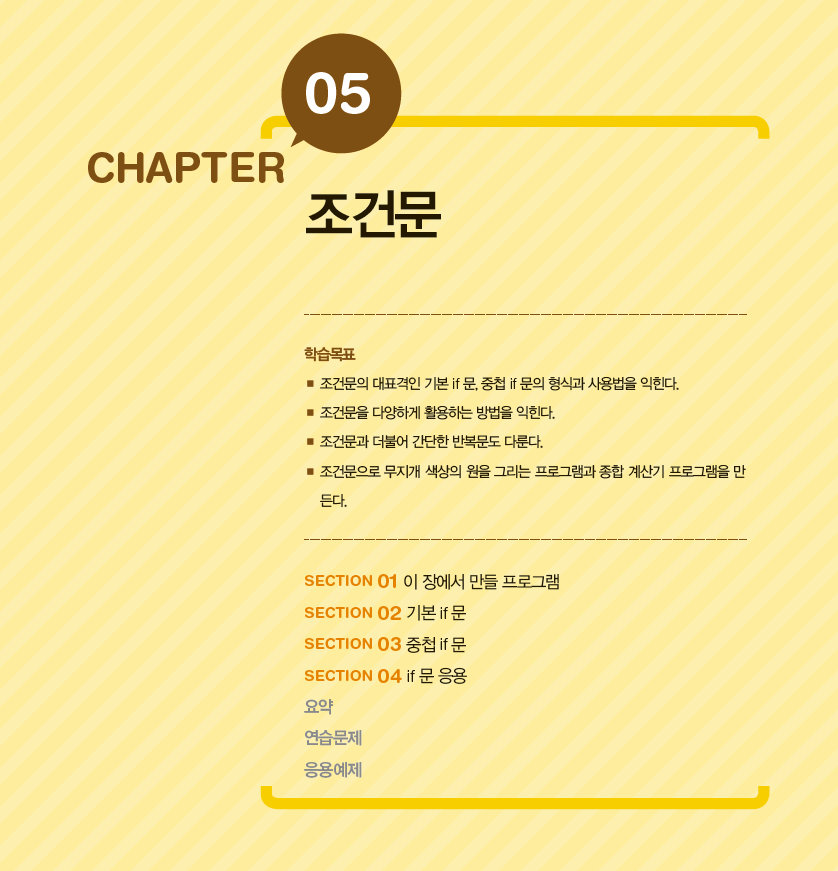 05
CHAPTER
조건문
학습목표
■ 조건문의 대표격인 기본 if 문, 중첩 if 문의 형식과 사용법을 익힌다.
■ 조건문을 다양하게 활용하는 방법을 익힌다.
■ 조건문과 더불어 간단한 반복문도 다룬다.
■ 조건문으로 무지개 색상의 원을 그리는 프로그램과 종합 계산기 프로그램을 만
든다.
SECTION 01 이 장에서 만들 프로그램
SECTION 02 기본 if 문
SECTION 03 중첩 if 문
SECTION 04 if 문 응용
요약
연습문제
응용예제